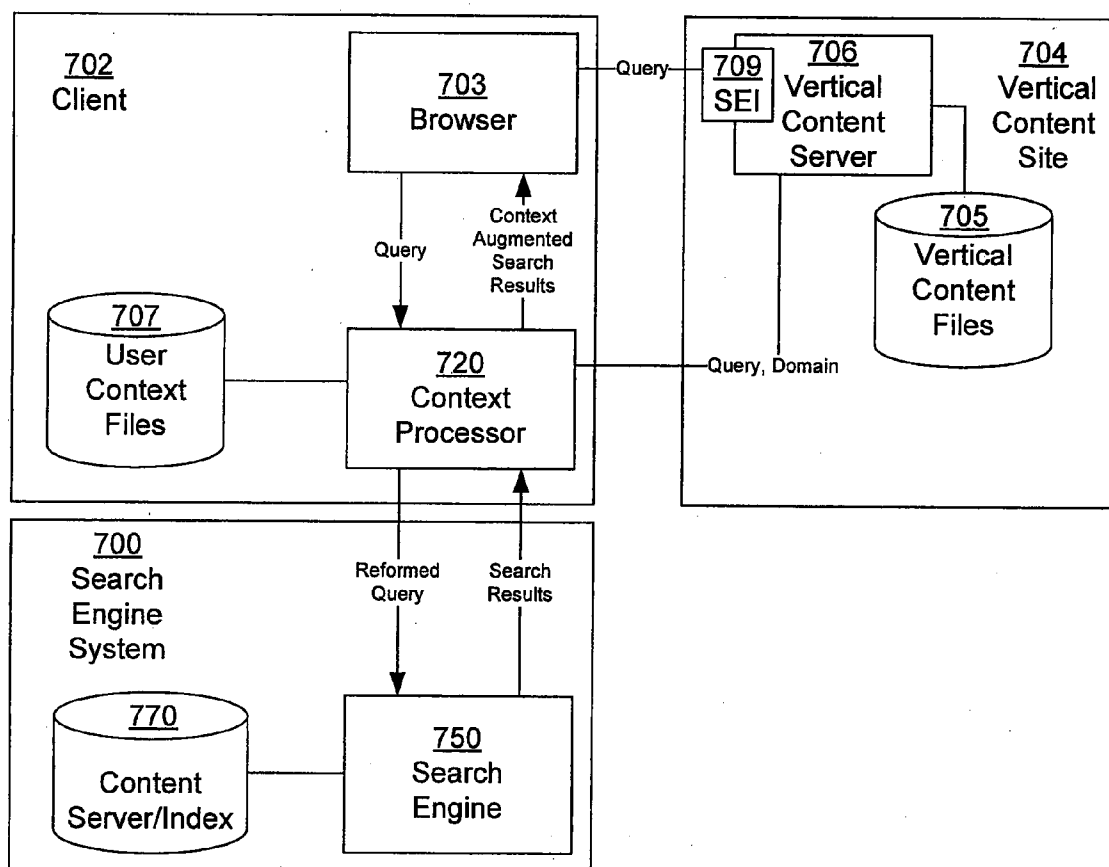 702
Client
703
Browser
Query
709
SEI
706
Vertical
Content
Server
704
Vertical
Content
Site
705
Vertical
Content
Files
Query
Context
Augmented
Search
Results
707
User
Context
Files
720
Context
Processor
Query, Domain
700
Search
Engine
System
Reformed
Query
Search
Results
770
Content
Server/Index
750
Search
Engine